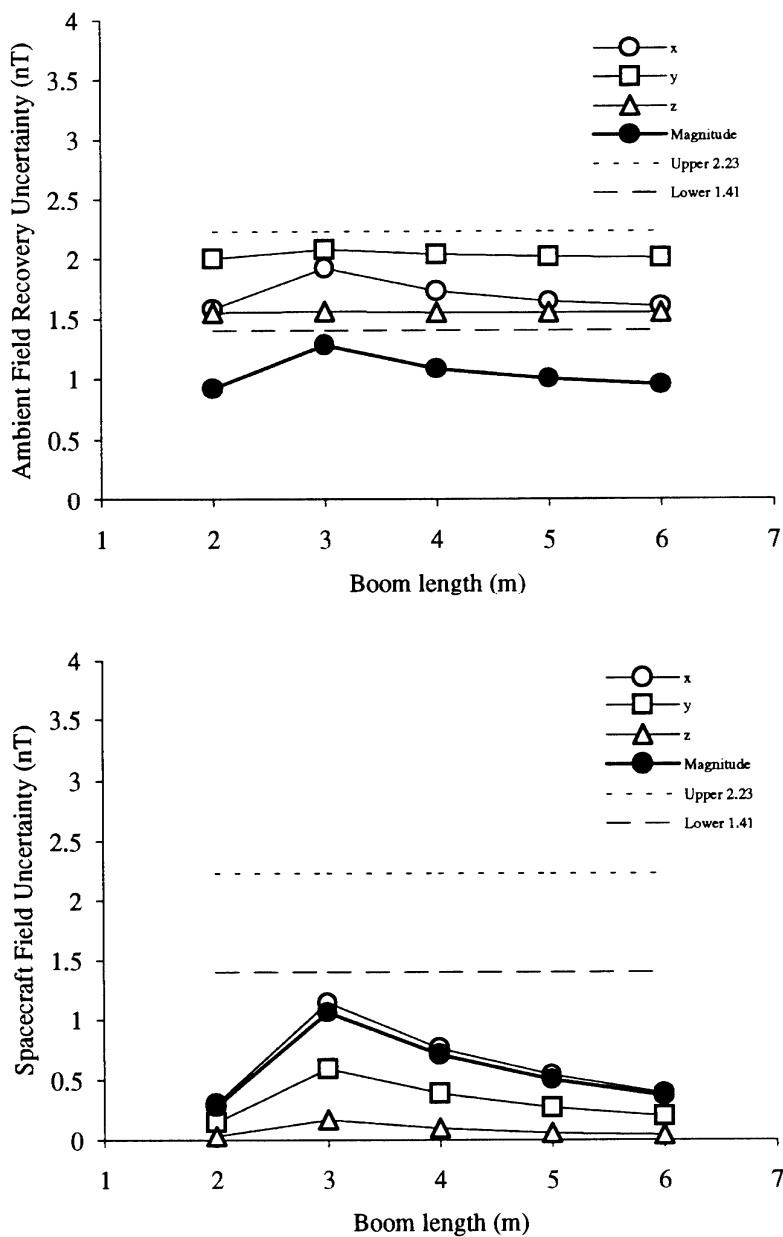 Ambient Field Recovery Uncertainty (nT)
4
3.5
3
2.5
2
1.5
1
0.5
0
1 2 3 4 5 6 7
Boom length (m)
x
y
z
Magnitude
Upper 2.23
Lower 1.41
Spacecraft Field Uncertainty (nT)
4
3.5
3
2.5
2
1.5
1
0.5
0
1 2 3 4 5 6 7
Boom length (m)
x
y
z
Magnitude
Upper 2.23
Lower 1.41